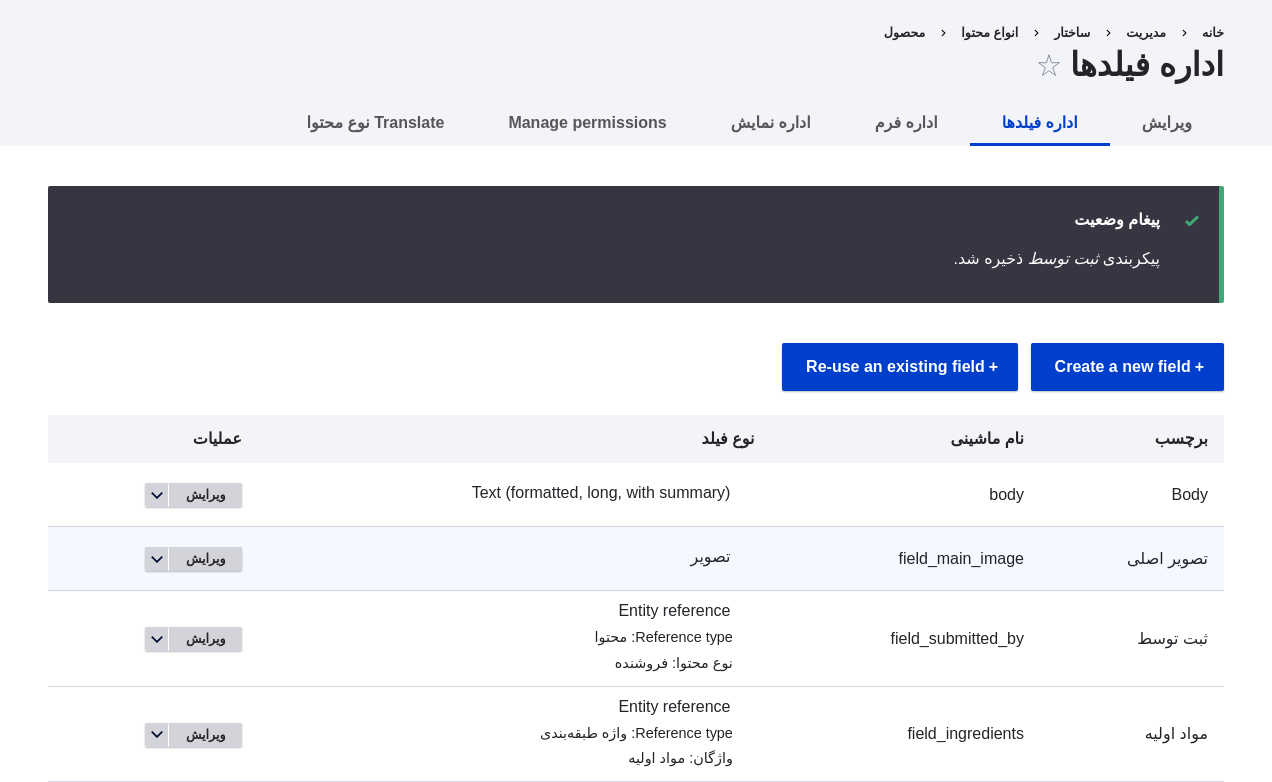 خانه › مدیریت › ساختار › انواع محتوا › محصول
اداره فیلدها ☆
ویرایش اداره فیلدها اداره فرم اداره نمایش Manage permissions Translate نوع محتوا
پیغام وضعیت
پیکربندی ثبت توسط ذخیره شد.
Create a new field + Re-use an existing field +
برچسب نام ماشینی نوع فیلد عملیات
Body body Text (formatted, long, with summary) ویرایش
تصویر اصلی field_main_image تصویر ویرایش
Entity reference
Reference type: محتوا
ثبت توسط field_submitted_by ویرایش
نوع محتوا: فروشنده
Entity reference
Reference type: واژه طبقه‌بندی
مواد اولیه field_ingredients ویرایش
واژگان: مواد اولیه